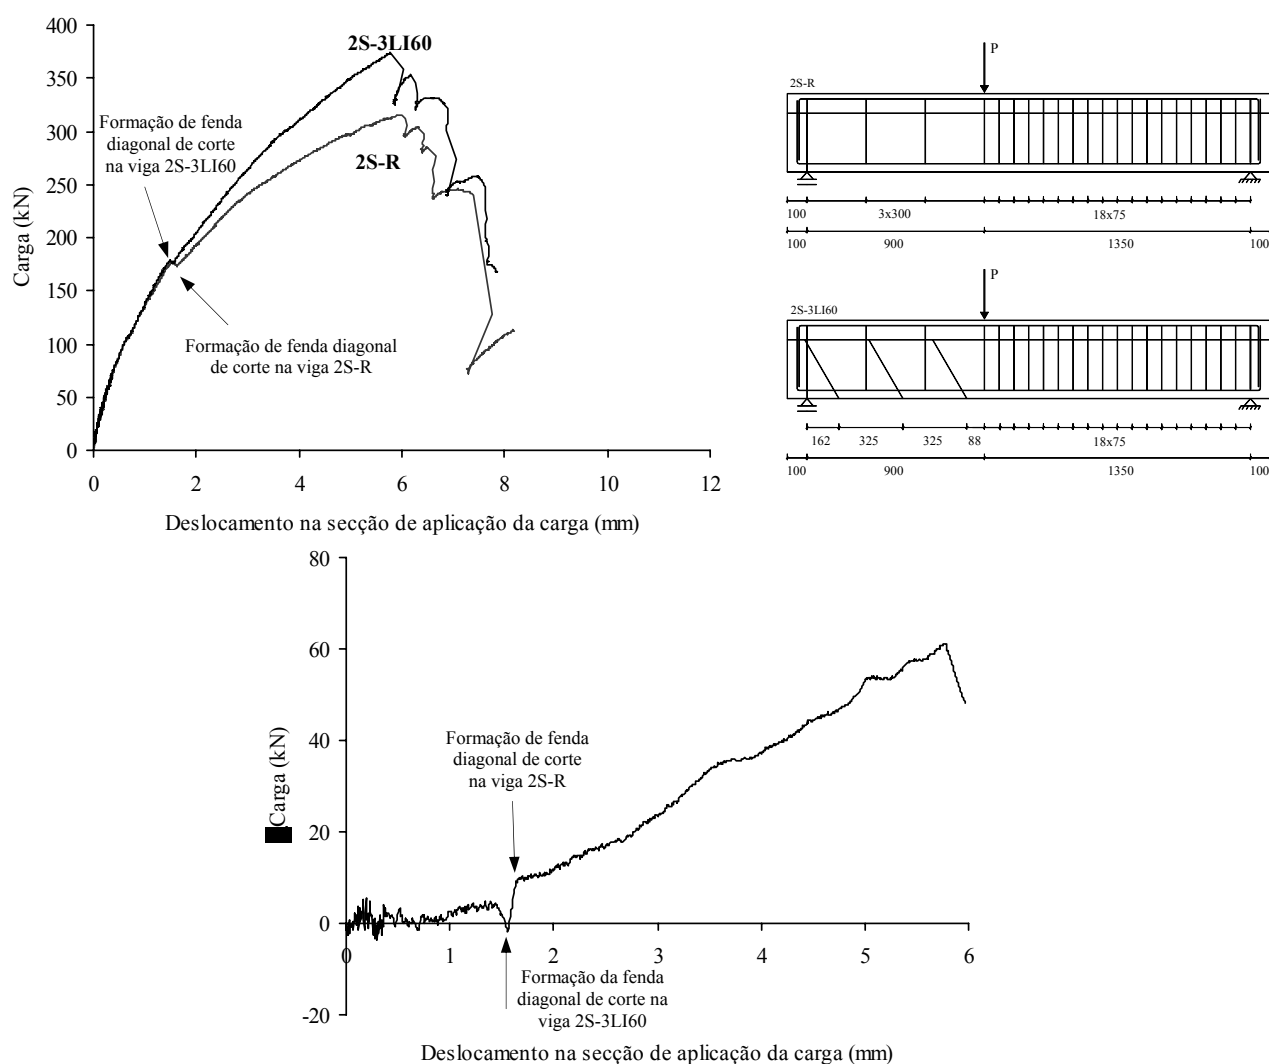 400
350
300
250
200
150
100
50
0
Carga (kN)
2S-3LI60
2S-R
Formação de fenda
diagonal de corte
na viga 2S-3LI60
Formação de fenda diagonal
de corte na viga 2S-R
0 2 4 6 8 10 12
Deslocamento na secção de aplicação da carga (mm)
P
2S-R
100 3x300 18x75
100 900 1350 100
P
2S-3LI60
162 325 325 88 18x75
100 900 1350 100
80
60
40
20
0
-20
Carga (kN)
Formação de fenda
diagonal de corte
na viga 2S-R
0 1 2 3 4 5 6
Formação da fenda
diagonal de corte na
viga 2S-3LI60
Deslocamento na secção de aplicação da carga (mm)